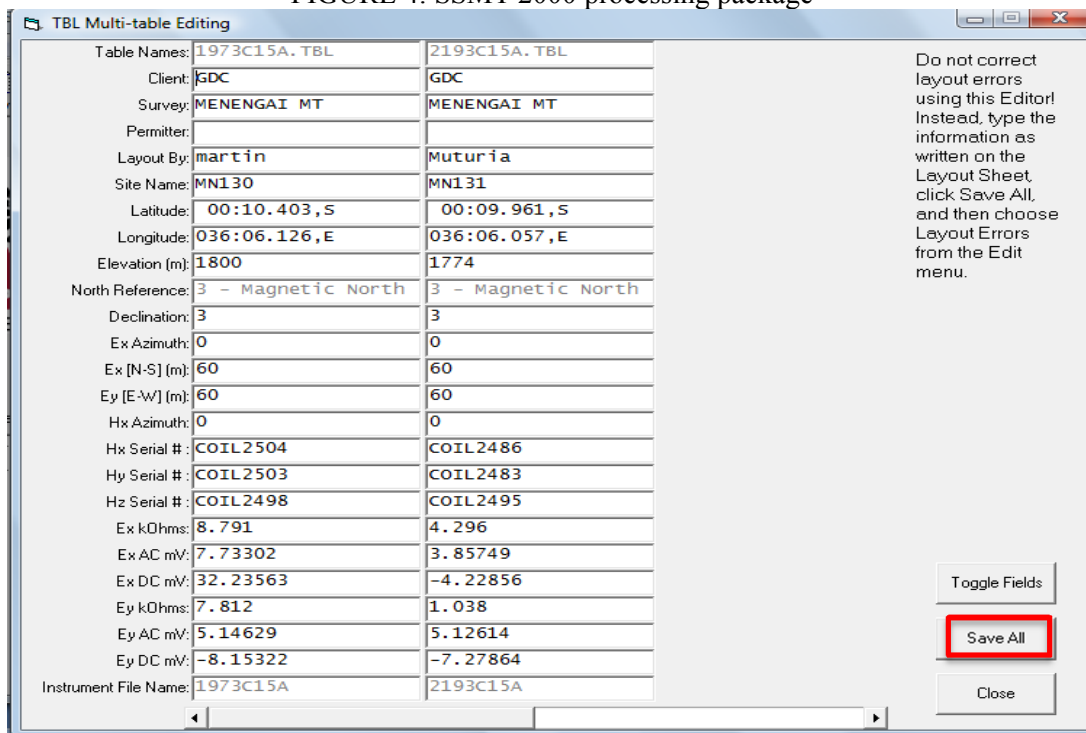 FIGURE 4: SSMT 2000 processing package
TBL Multi-table Editing
Table Names: 1973C15A.TBL 2193C15A.TBL
Client: GDC GDC
Survey: MENENGAI MT MENENGAI MT
Permitter:
Layout By: martin Muturia
Site Name: MN130 MN131
Latitude: 00:10.403,S 00:09.961,S
Longitude: 036:06.126,E 036:06.057,E
Elevation (m): 1800 1774
North Reference: 3 - Magnetic North 3 - Magnetic North
Declination: 3 3
Ex Azimuth: 0 0
Ex [N-S] (m): 60 60
Ey [E-W] (m): 60 60
Hx Azimuth: 0 0
Hx Serial # : COIL2504 COIL2486
Hy Serial # : COIL2503 COIL2483
Hz Serial # : COIL2498 COIL2495
Ex kOhms: 8.791 4.296
Ex AC mV: 7.73302 3.85749
Ex DC mV: 32.23563 -4.22856
Ey kOhms: 7.812 1.038
Ey AC mV: 5.14629 5.12614
Ey DC mV: -8.15322 -7.27864
Instrument File Name: 1973C15A 2193C15A
Do not correct
layout errors
using this Editor!
Instead, type the
information as
written on the
Layout Sheet,
click Save All,
and then choose
Layout Errors
from the Edit
menu.
Toggle Fields
Save All
Close